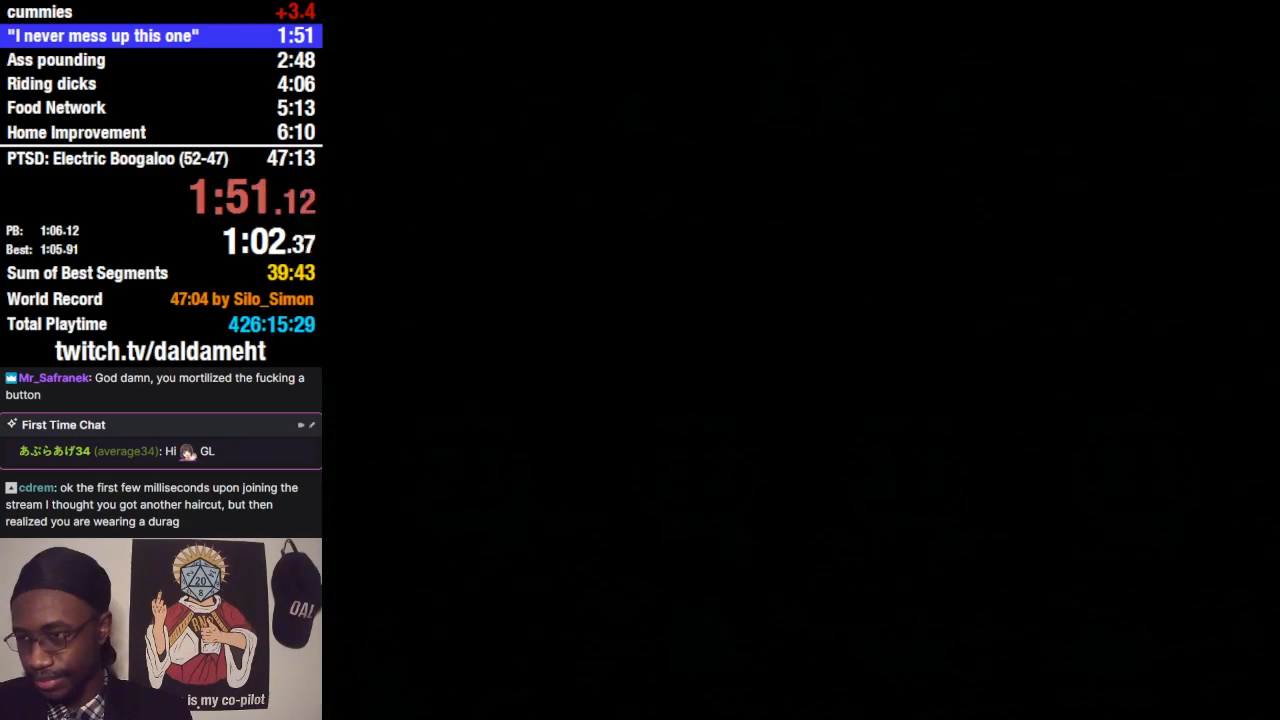 cummies +3.4
"I never mess up this one" 1:51
Ass pounding 2:48
Riding dicks 4:06
Food Network 5:13
Home Improvement 6:10
PTSD: Electric Boogaloo (52-47) 47:13
1:51.12
PB: 1:06.12
Best: 1:05.91
1:02.37
Sum of Best Segments 39:43
World Record 47:04 by Silo_Simon
Total Playtime 426:15:29
twitch.tv/daldameht
Mr_Safranek: God damn, you mortilized the fucking a
button
First Time Chat
あぶらあげ34 (average34): Hi GL
cdrem: ok the first few milliseconds upon joining the
stream I thought you got another haircut, but then
realized you are wearing a durag
20
8
is my co-pilot